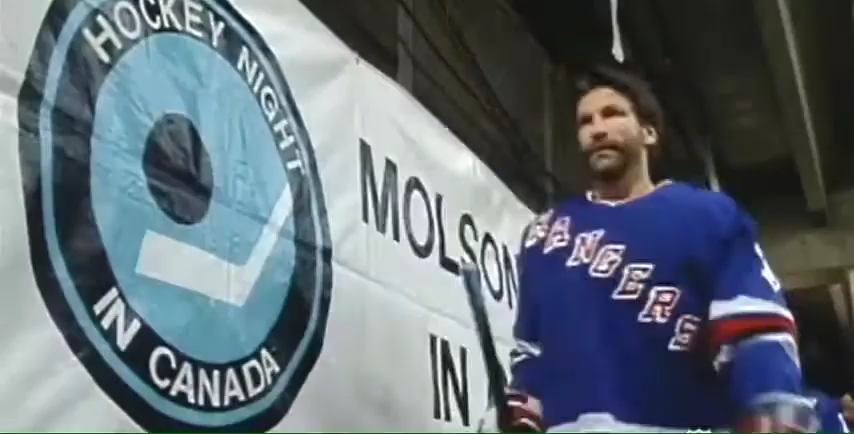 HOCKEY NIGHT
IN CANADA
MOLSON
IN
RANGERS